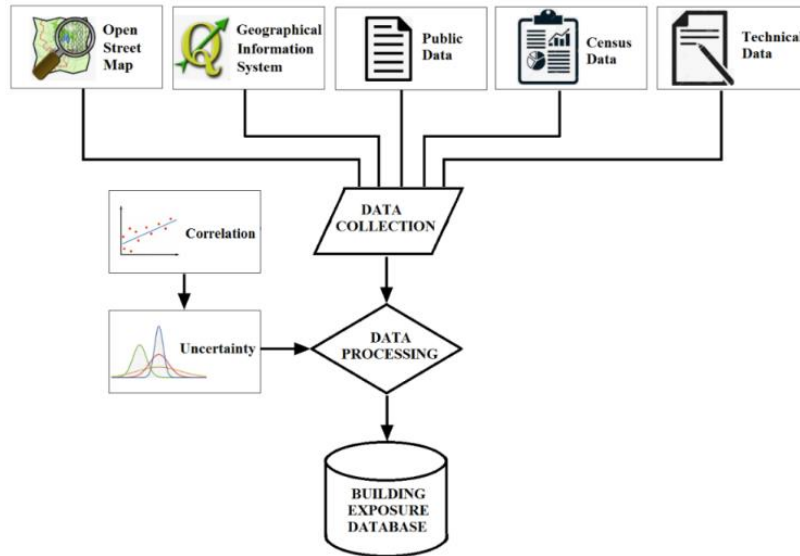 Open
Street
Map
Geographical
Information
System
Public
Data
Census
Data
Technical
Data
DATA
COLLECTION
Correlation
Uncertainty
DATA
PROCESSING
BUILDING
EXPOSURE
DATABASE